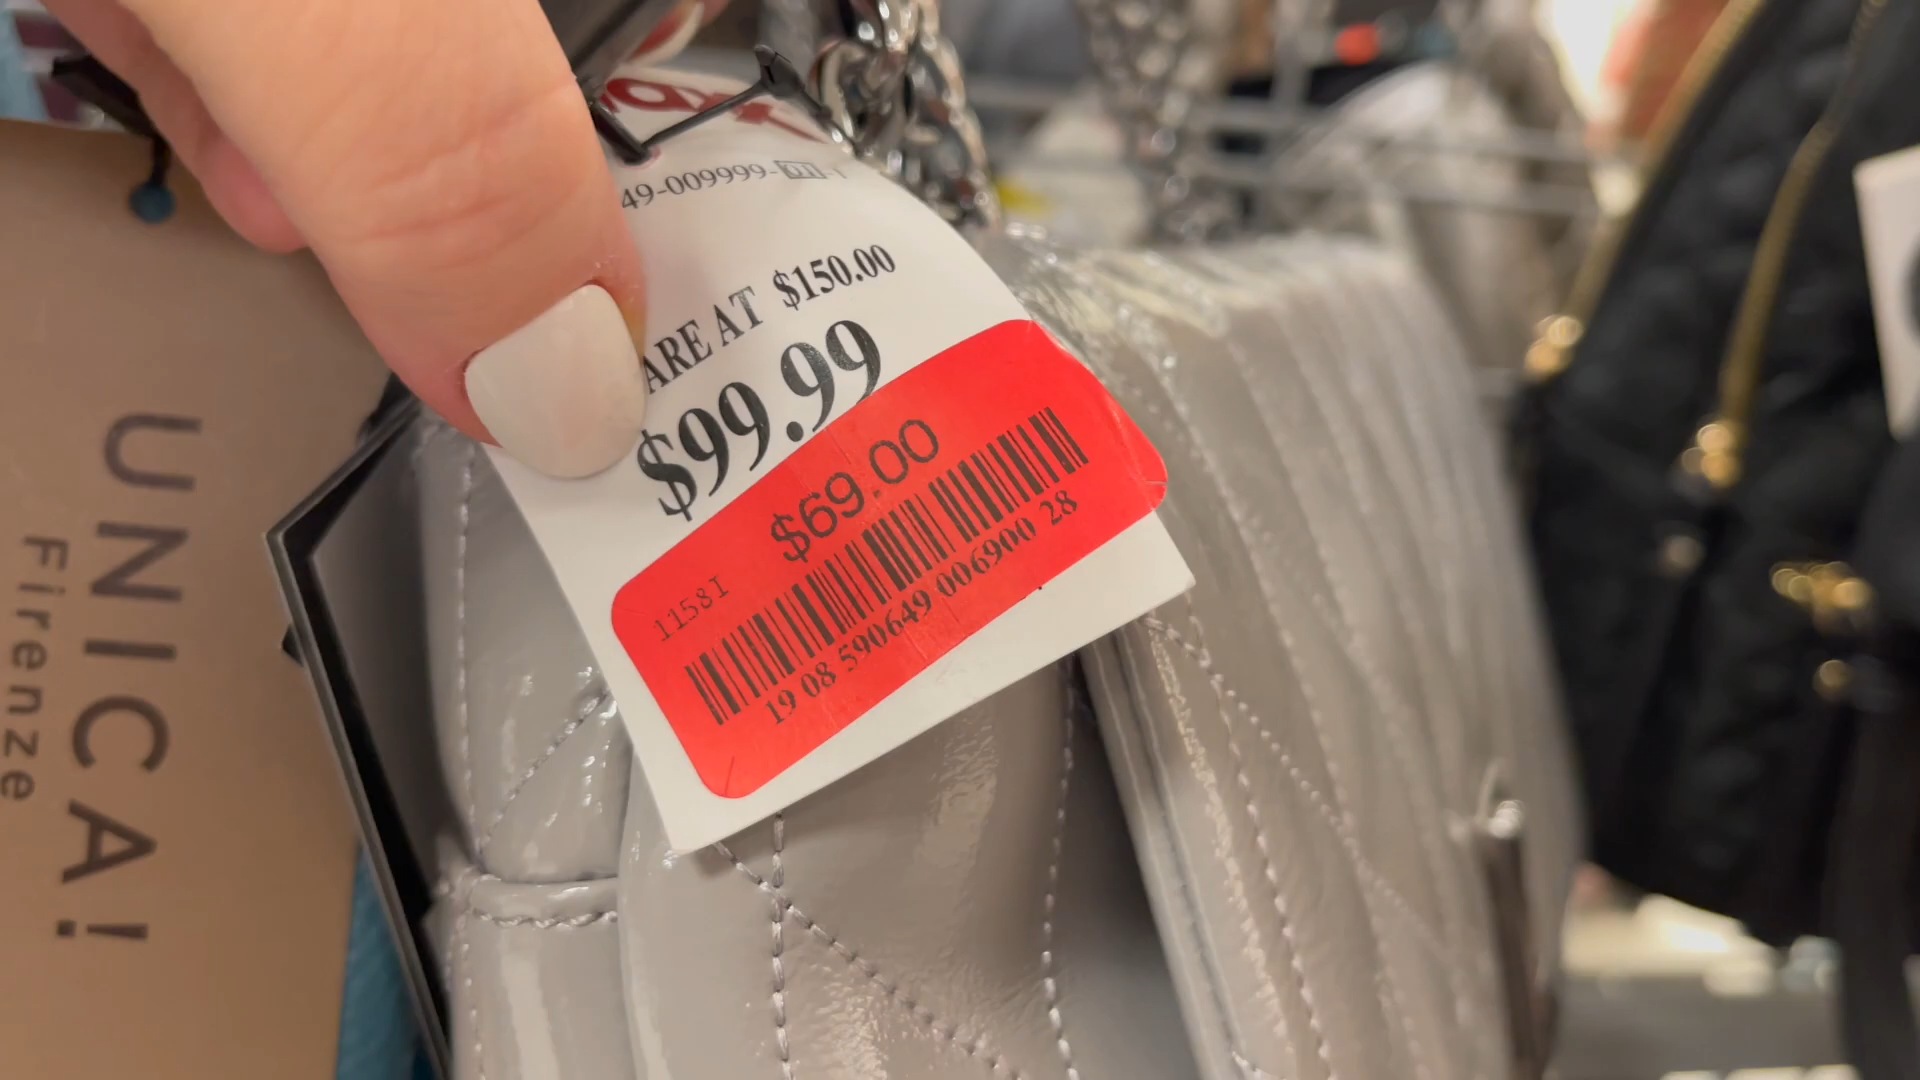 49-009999-
ARE AT $150.00
$99.99
$69.00
11581
19 08 590649 006900 28
UNICA!
Firenze